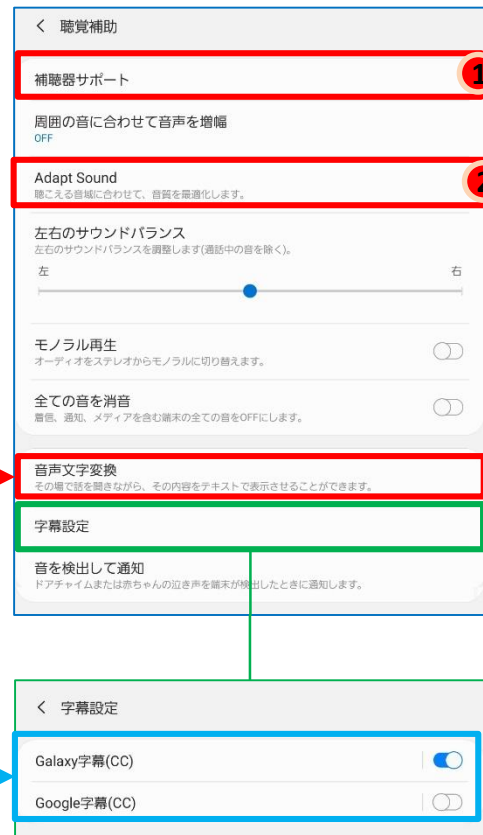 聴覚補助
補聴器サポート
1
周囲の音に合わせて音声を増幅
OFF
Adapt Sound
2
聴こえる音域に合わせて、音質を最適化します。
左右のサウンドバランス
左右のサウンドバランスを調整します(通話中の音を除く)。
左 右
モノラル再生
オーディオをステレオからモノラルに切り替えます。
全ての音を消音
着信、通知、メディアを含む端末の全ての音をOFFにします。
音声文字変換
その場で話を聞きながら、その内容をテキストで表示させることができます。
字幕設定
音を検出して通知
ドアチャイムまたは赤ちゃんの泣き声を端末が検出したときに通知します。
字幕設定
Galaxy字幕(CC)
Google字幕(CC)